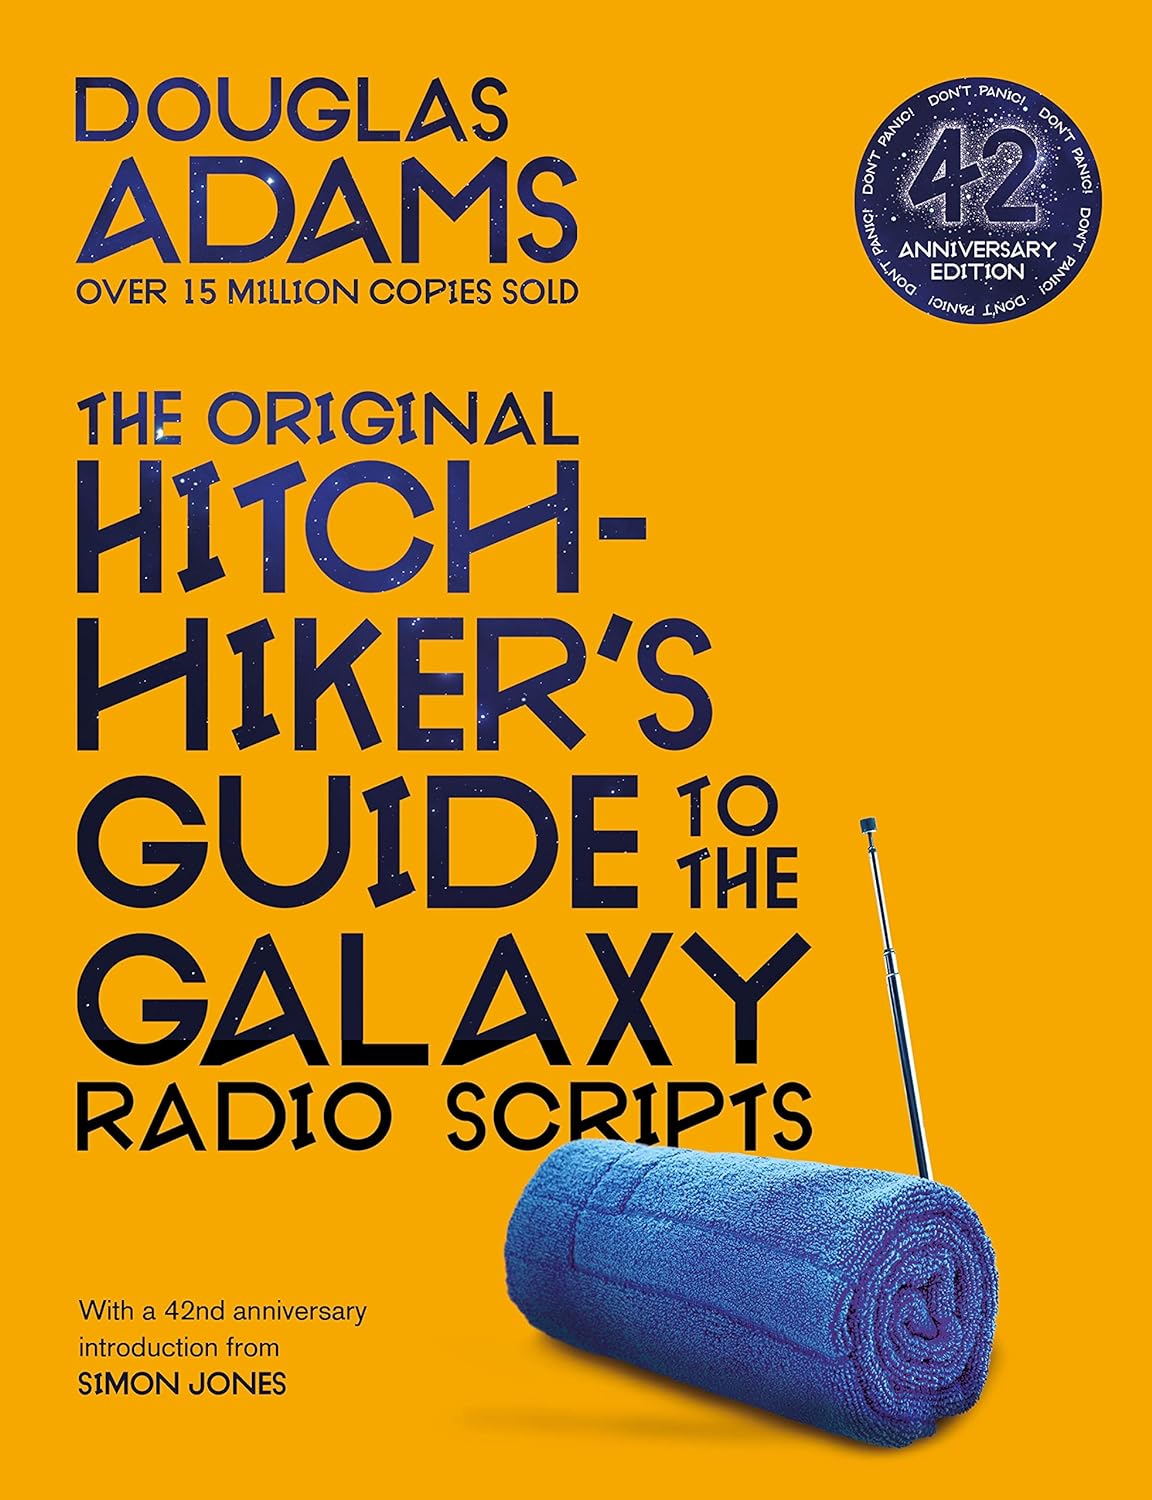 DOUGLAS
ADAMS
OVER 15 MILLION COPIES SOLD
DON'T PANIC! DON'T PANIC! DON'T PANIC! DON'T PANIC! DON'T PANIC! DON'T PANIC!
42
ANNIVERSARY
EDITION
THE ORIGINAL
HITCH-
HIKER'S
GUIDE TO THE
GALAXY
RADIO SCRIPTS
With a 42nd anniversary
introduction from
SIMON JONES